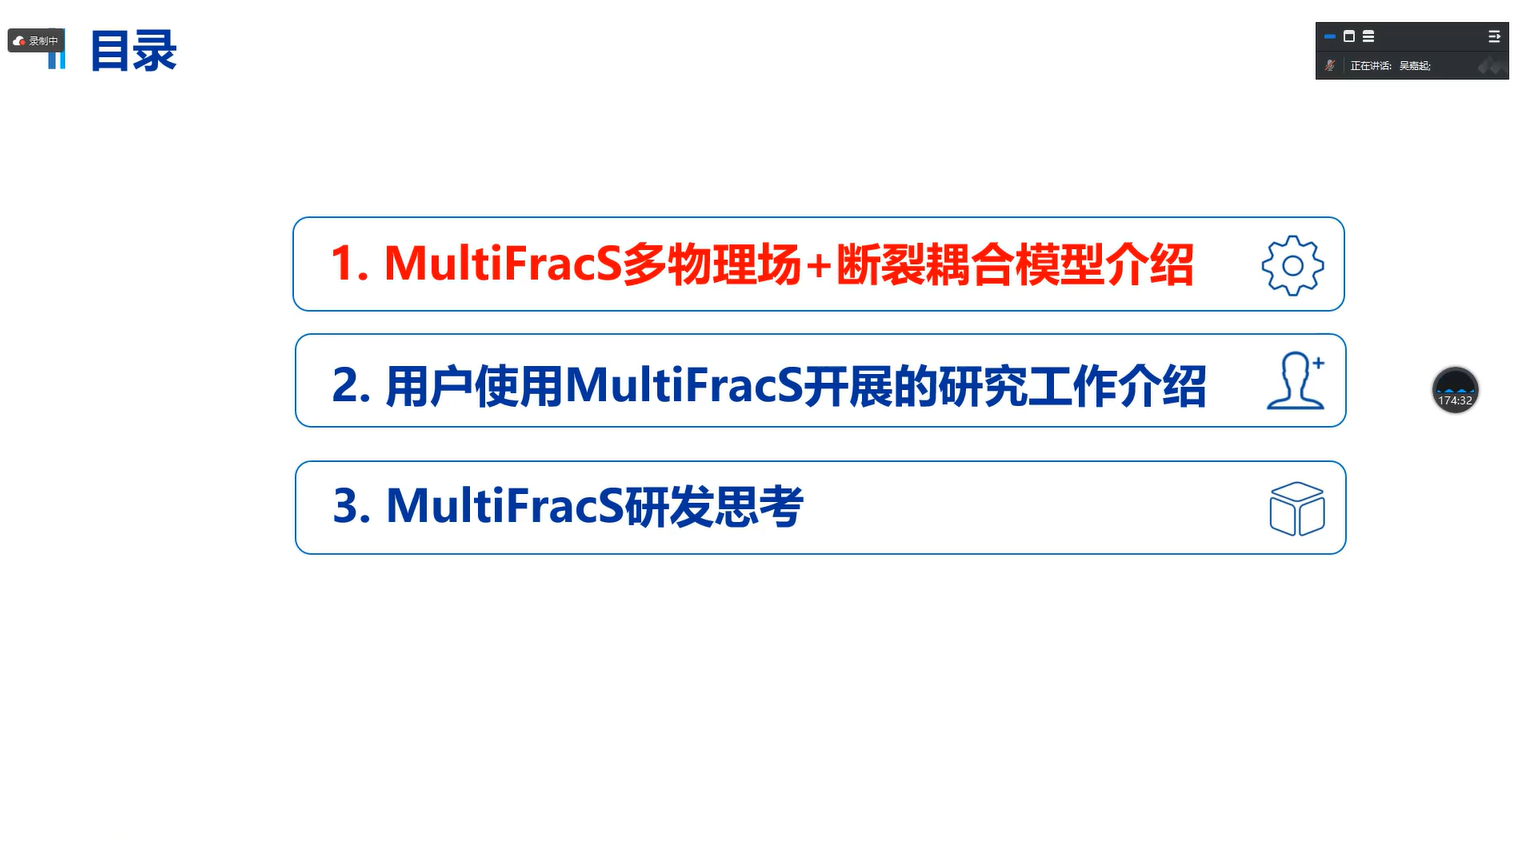 录制中
目录
正在讲话: 吴嘉起;
1. MultiFracS多物理场+断裂耦合模型介绍
2. 用户使用MultiFracS开展的研究工作介绍
174:32
3. MultiFracS研发思考